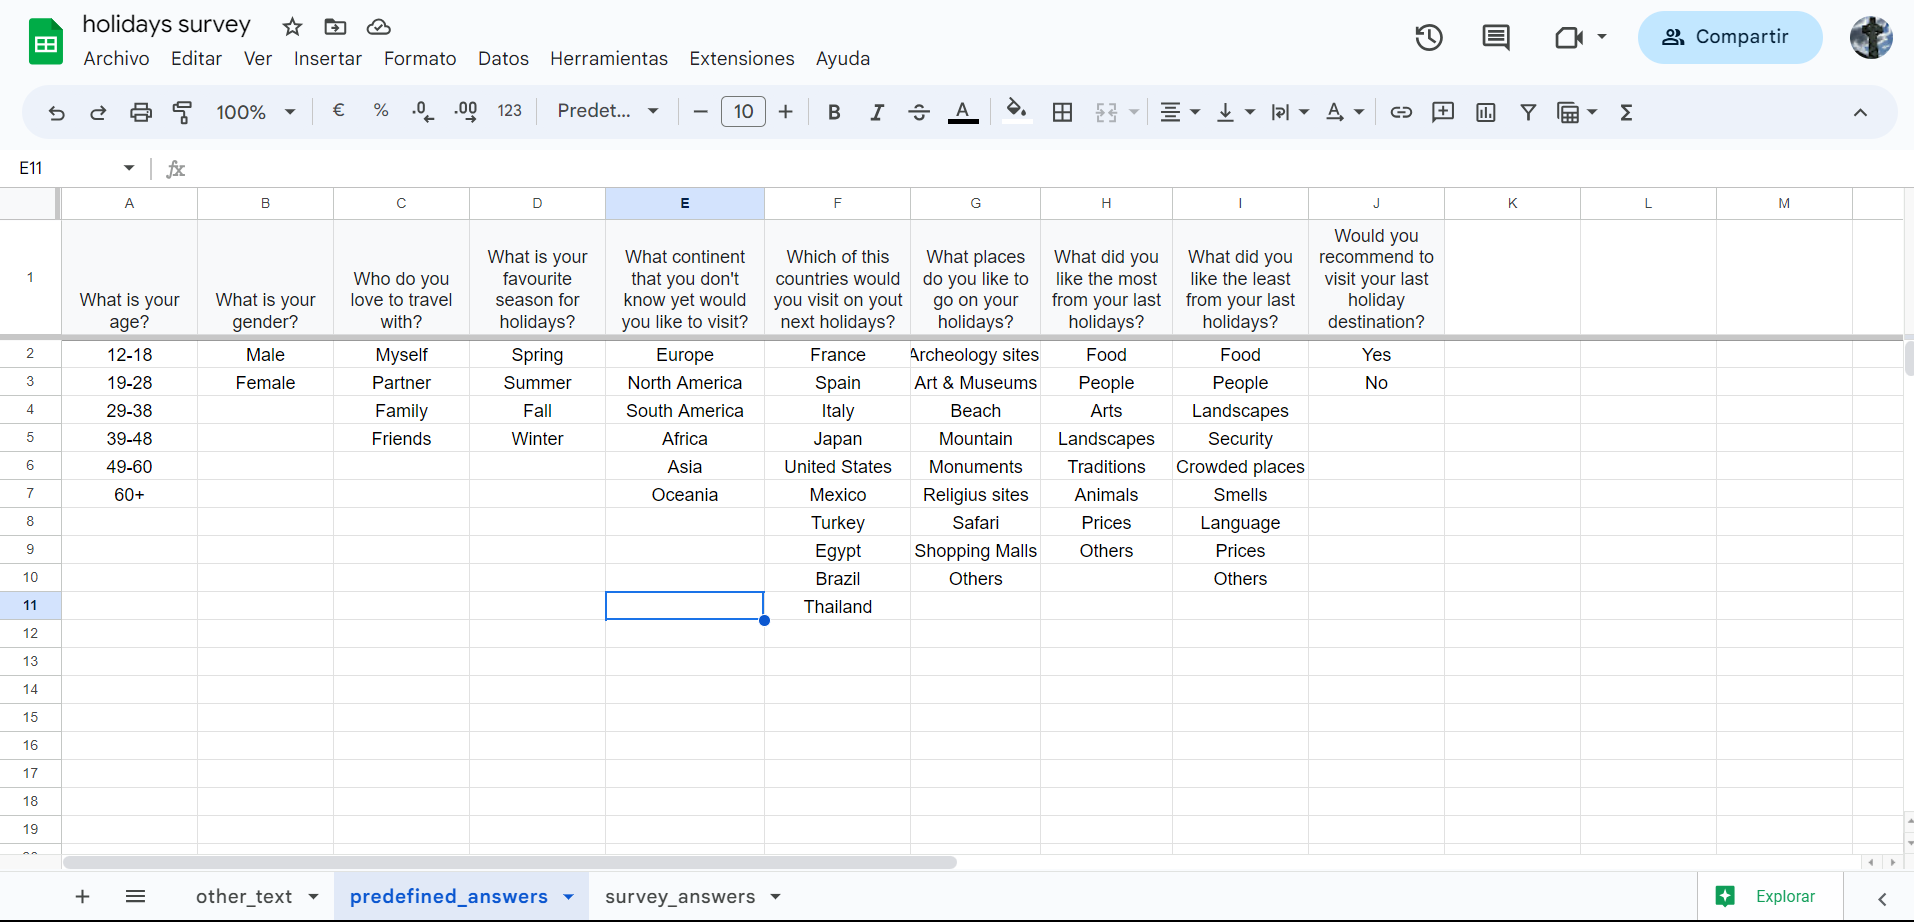 holidays survey
Archivo Editar Ver Insertar Formato Datos Herramientas Extensiones Ayuda
Compartir
100% € % .0 .00 123 Predet... 10 B I A Σ
E11 fx
A B C D E F G H I J K L M
1
What is your
age?
What is your
gender?
Who do you
love to travel
with?
What is your
favourite
season for
holidays?
What continent
that you don't
know yet would
you like to visit?
Which of this
countries would
you visit on yout
next holidays?
What places
do you like to
go on your
holidays?
What did you
like the most
from your last
holidays?
What did you
like the least
from your last
holidays?
Would you
recommend to
visit your last
holiday
destination?
2 12-18 Male Myself Spring Europe France Archeology sites Food Food Yes
3 19-28 Female Partner Summer North America Spain Art & Museums People People No
4 29-38 Family Fall South America Italy Beach Arts Landscapes
5 39-48 Friends Winter Africa Japan Mountain Landscapes Security
6 49-60 Asia United States Monuments Traditions Crowded places
7 60+ Oceania Mexico Religius sites Animals Smells
8 Turkey Safari Prices Language
9 Egypt Shopping Malls Others Prices
10 Brazil Others Others
11 Thailand
12
13
14
15
16
17
18
19
other_text predefined_answers survey_answers Explorar